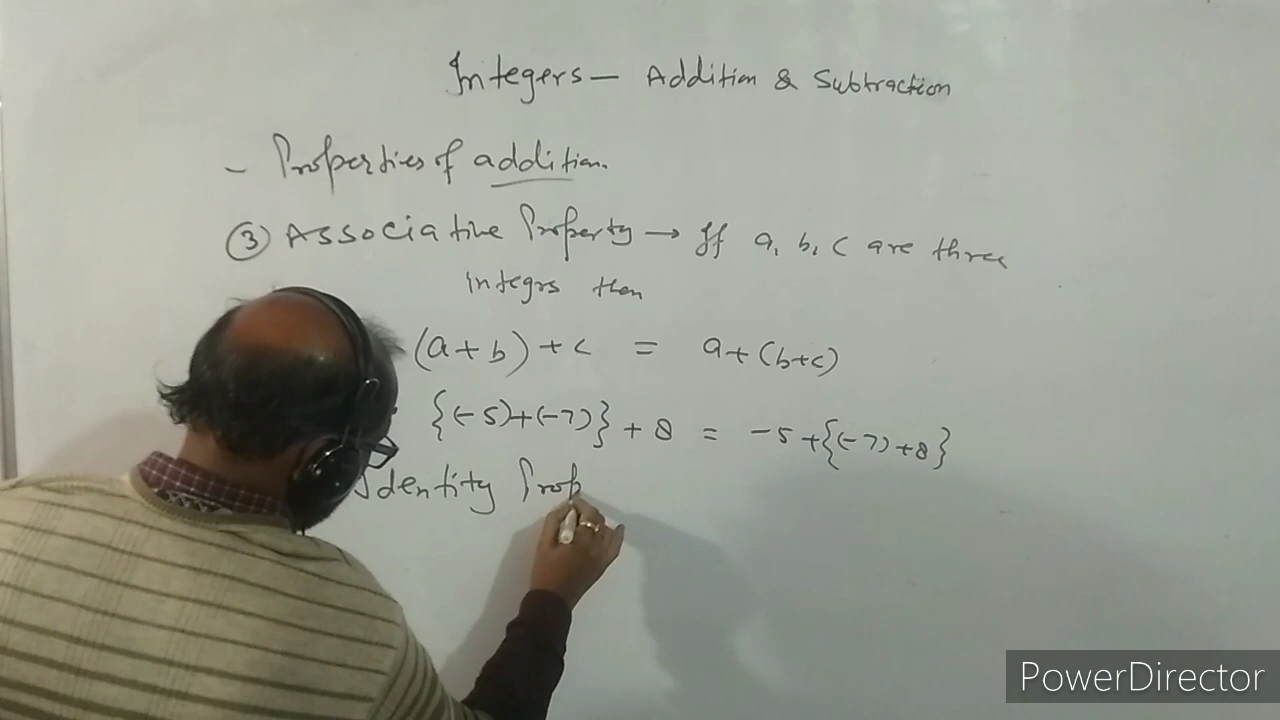 Integers — Addition & Subtraction
- Properties of addition.
③ Associative Property → If a, b, c are three
integrs then
(a+b)+c = a+(b+c)
{(-5)+(-7)}+8 = -5+{(-7)+8}
Identity Prop
PowerDirector